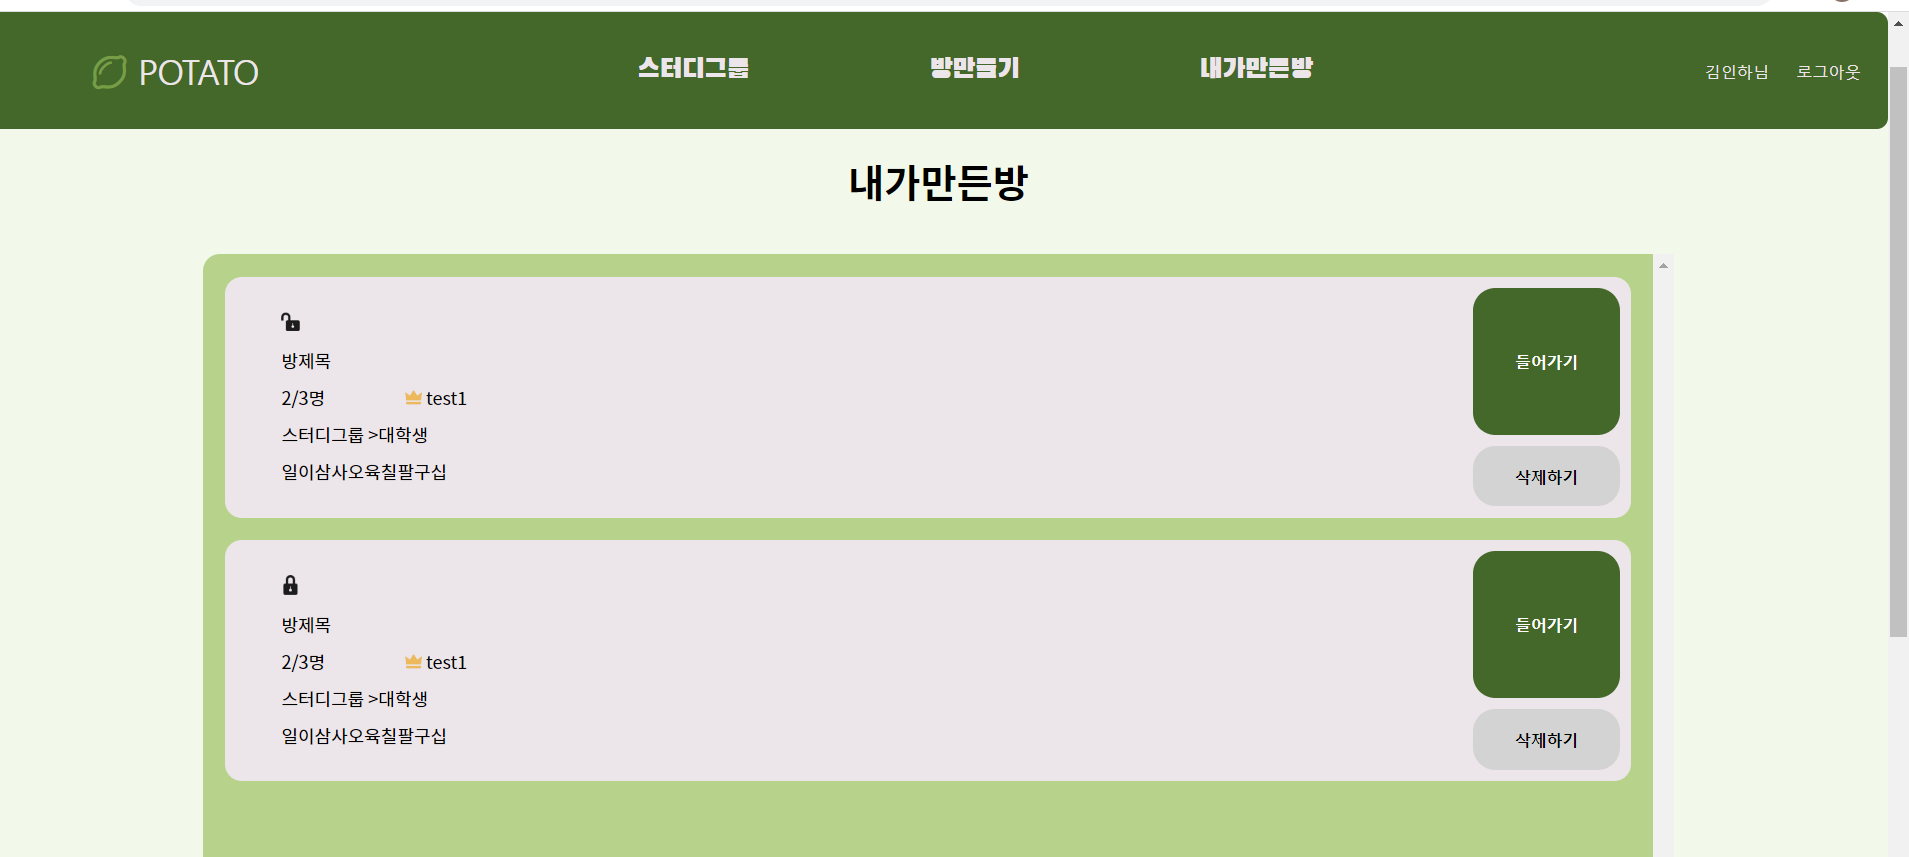 POTATO
스터디그룹
방만들기
내가만든방
김인하님
로그아웃
내가만든방
방제목
2/3명 test1
스터디그룹 >대학생
일이삼사오육칠팔구십
들어가기
삭제하기
방제목
2/3명 test1
스터디그룹 >대학생
일이삼사오육칠팔구십
들어가기
삭제하기